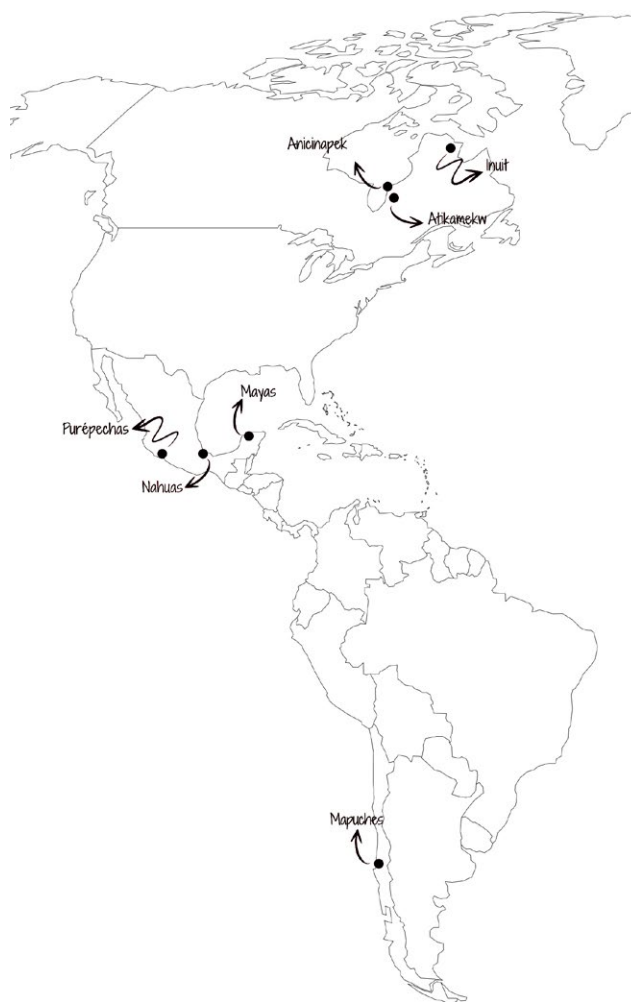 Anicinapek
Inuit
Atikamekw
Mayas
Purépechas
Nahuas
Mapuches